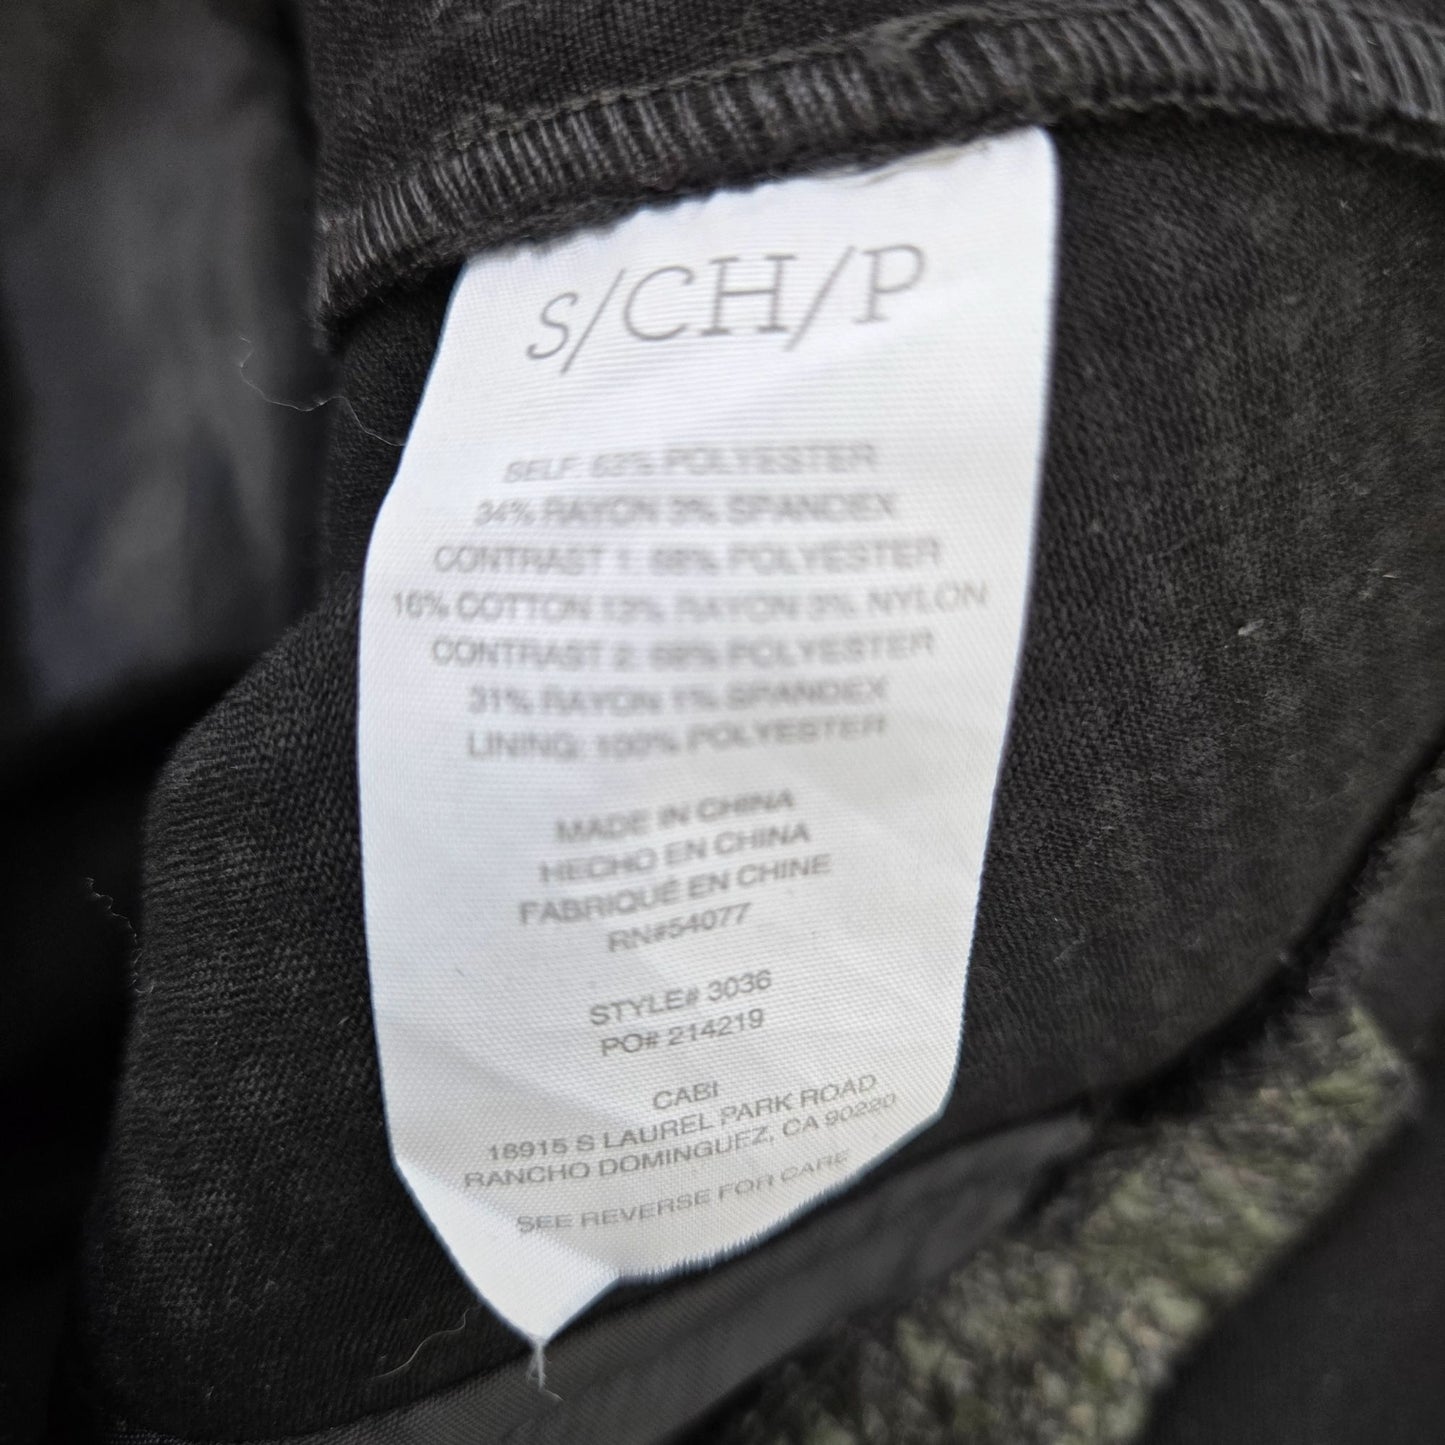 S/CH/P
SELF: 63% POLYESTER
34% RAYON 3% SPANDEX
CONTRAST 1: 68% POLYESTER
16% COTTON 13% RAYON 3% NYLON
CONTRAST 2: 68% POLYESTER
31% RAYON 1% SPANDEX
LINING: 100% POLYESTER
MADE IN CHINA
HECHO EN CHINA
FABRIQUÉ EN CHINE
RN#54077
STYLE# 3036
PO# 214219
CABI
18915 S LAUREL PARK ROAD
RANCHO DOMINGUEZ, CA 90220
SEE REVERSE FOR CARE